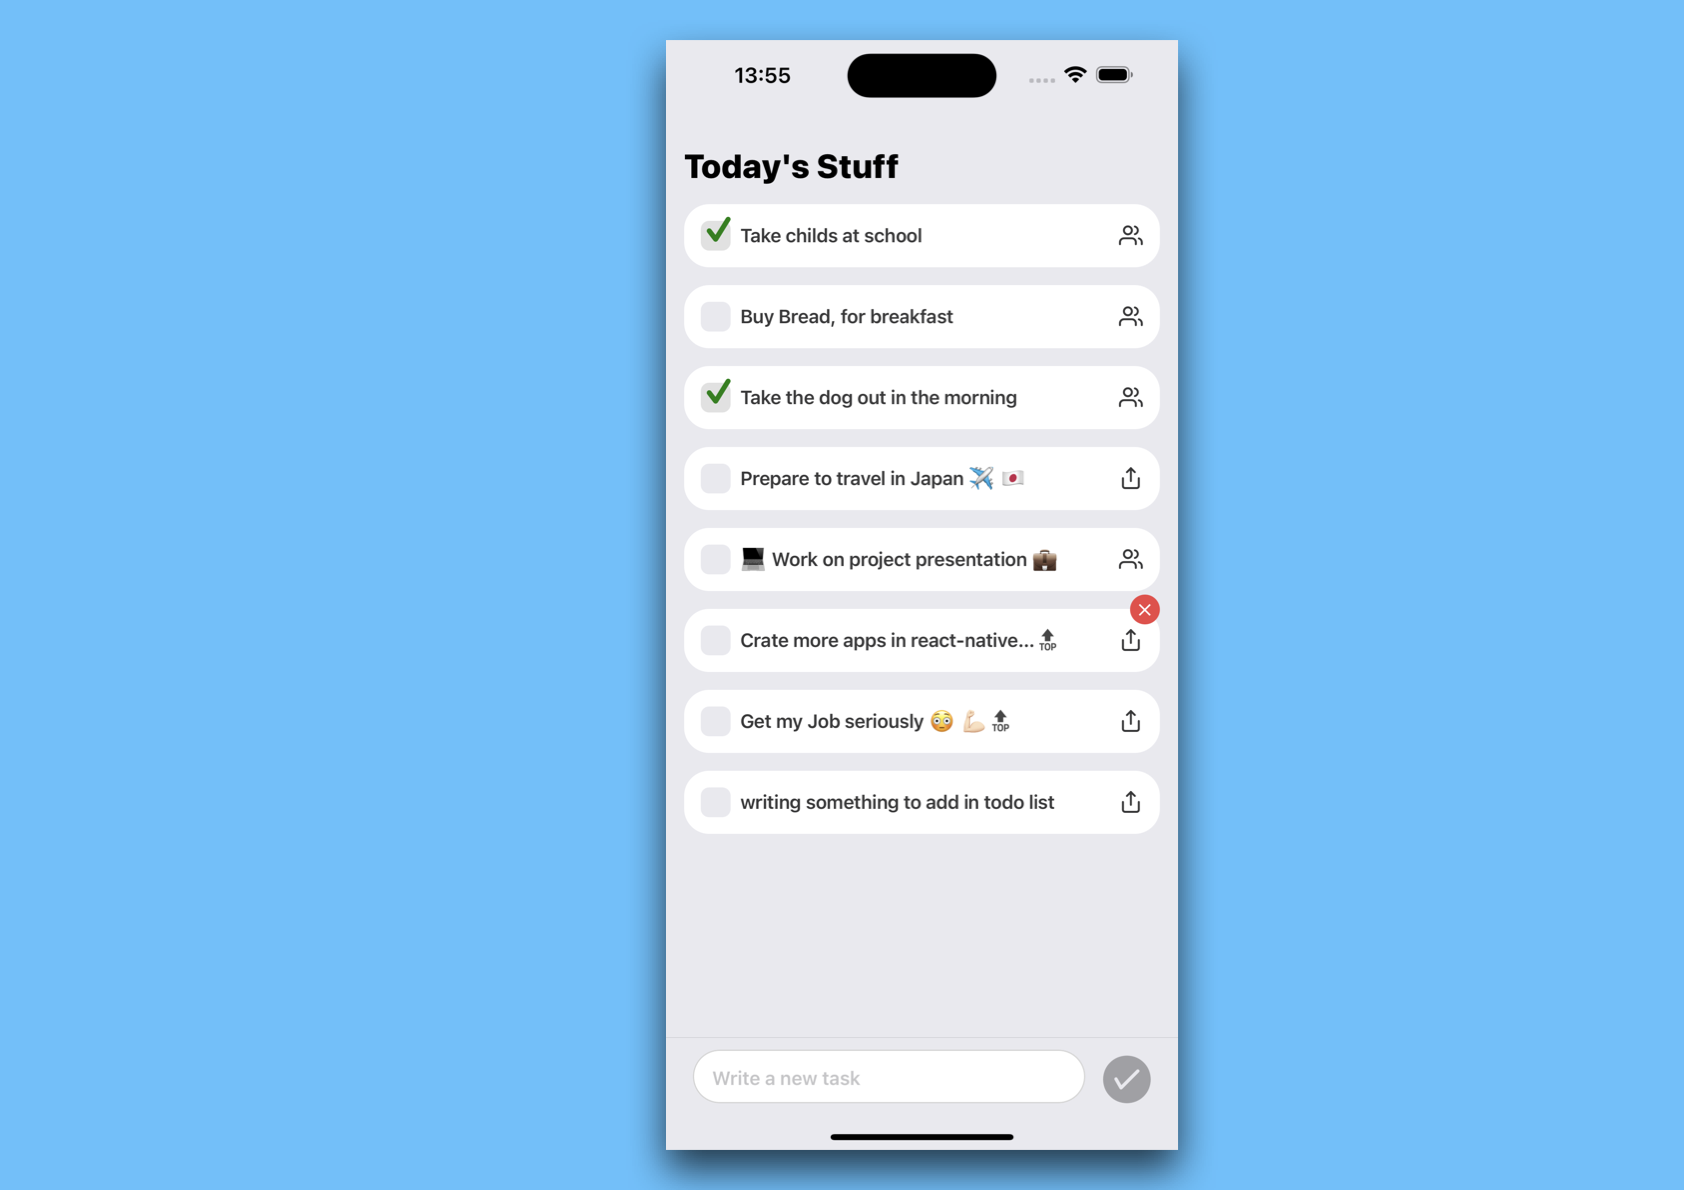 13:55
Today's Stuff
Take childs at school
Buy Bread, for breakfast
Take the dog out in the morning
Prepare to travel in Japan ✈️ 🇯🇵
💻 Work on project presentation 💼
Crate more apps in react-native... 🔝
Get my Job seriously 😳 💪🏻 🔝
writing something to add in todo list
Write a new task